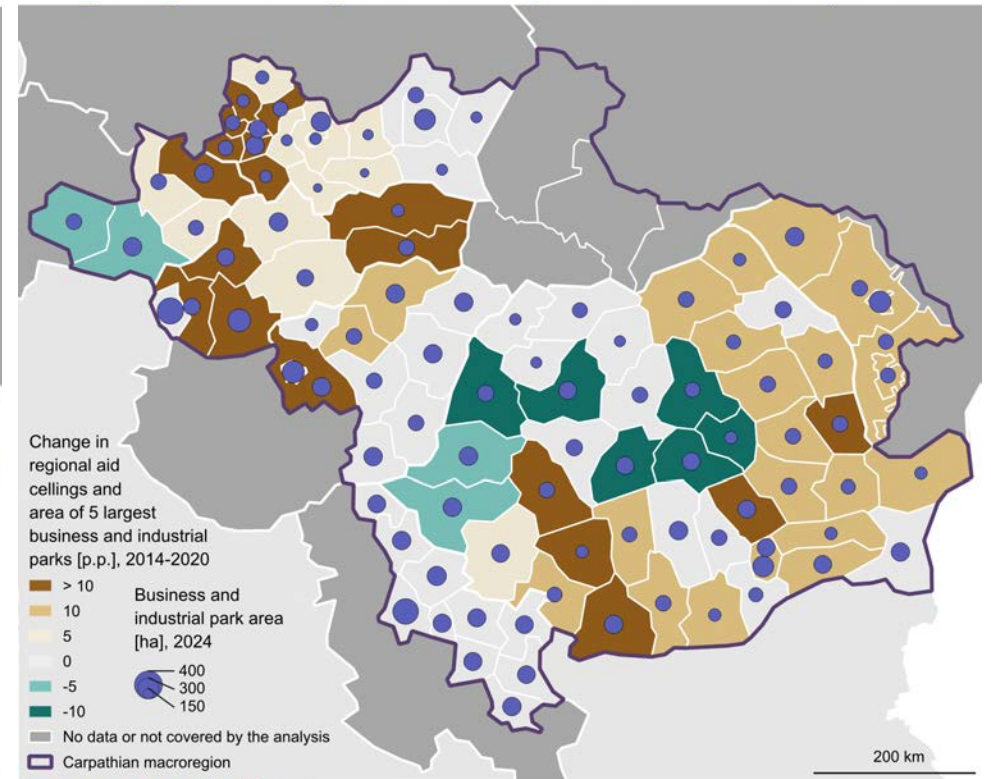 Change in
regional aid
cellings and
area of 5 largest
business and industrial
parks [p.p.], 2014-2020
> 10
10
5
0
-5
-10
Business and
industrial park area
[ha], 2024
400
300
150
No data or not covered by the analysis
Carpathian macroregion
200 km